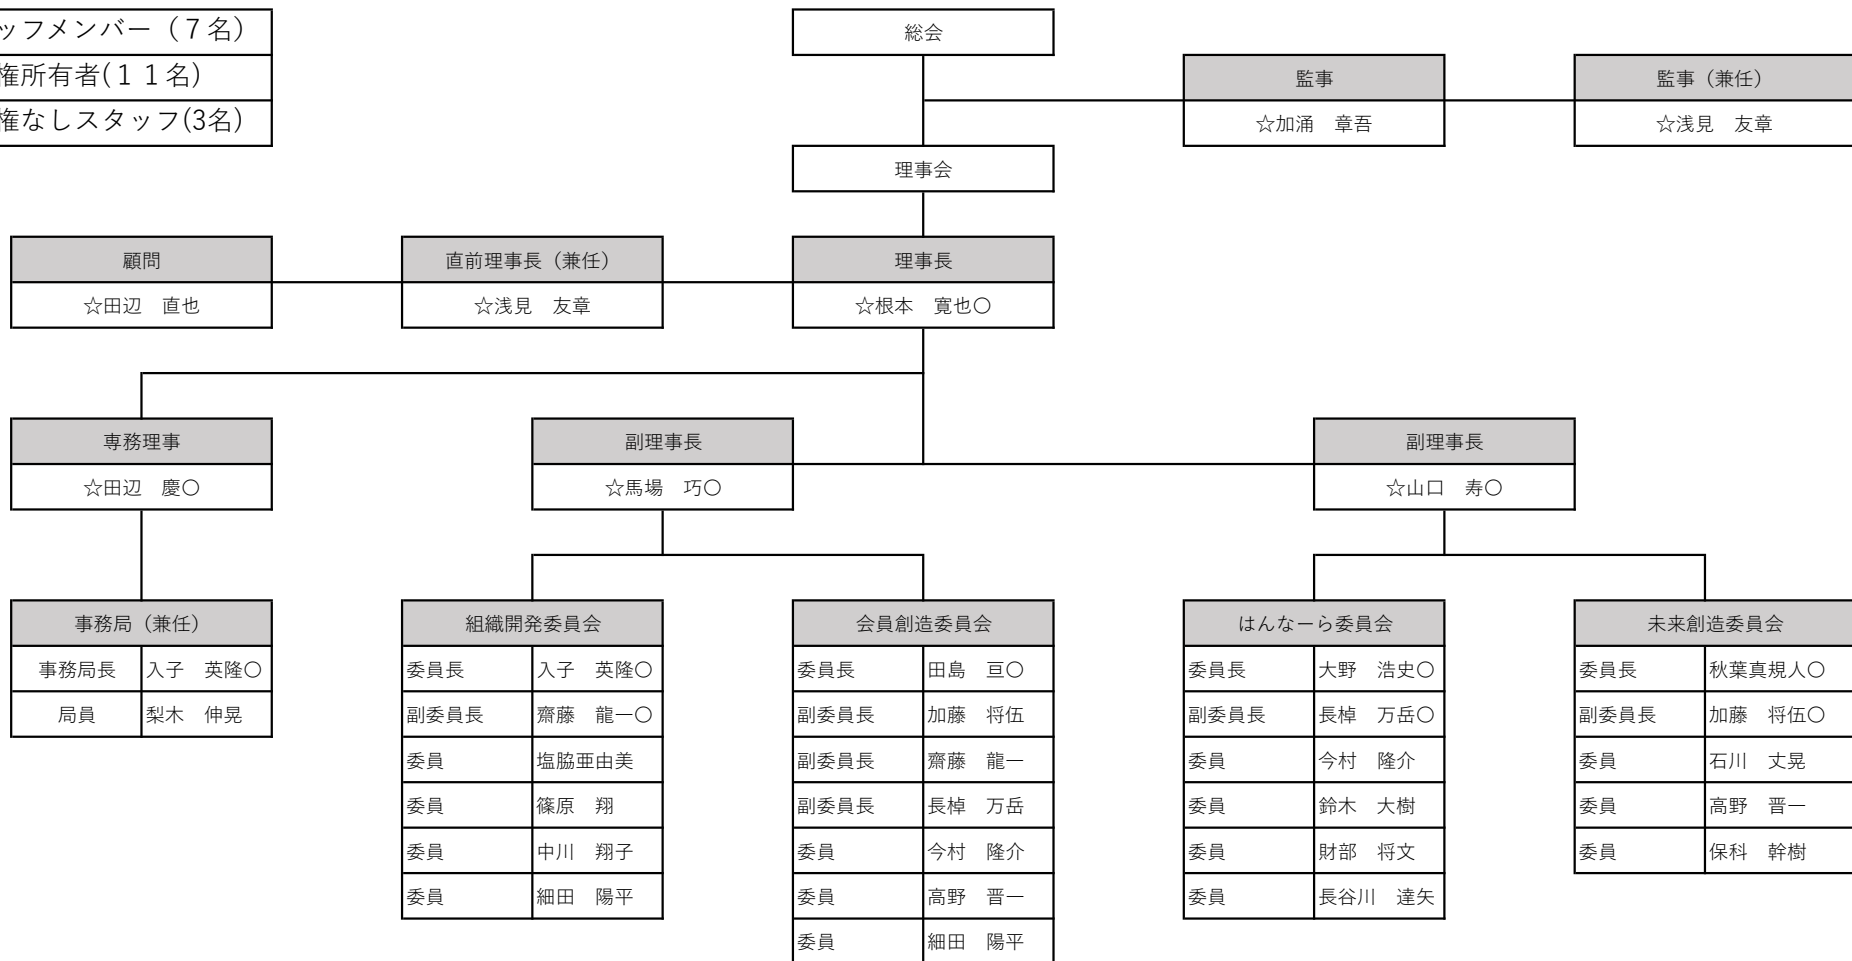 ッフメンバー（７名）
権所有者(１１名)
権なしスタッフ(3名)
総会
監事
☆加涌　章吾
監事（兼任）
☆浅見　友章
理事会
顧問
☆田辺　直也
直前理事長（兼任）
☆浅見　友章
理事長
☆根本　寛也〇
専務理事
☆田辺　慶〇
副理事長
☆馬場　巧〇
副理事長
☆山口　寿〇
事務局（兼任）
事務局長　入子　英隆〇
局員　梨木　伸晃
組織開発委員会
委員長　入子　英隆〇
副委員長　齋藤　龍一〇
委員　塩脇亜由美
委員　篠原　翔
委員　中川　翔子
委員　細田　陽平
会員創造委員会
委員長　田島　亘〇
副委員長　加藤　将伍
副委員長　齋藤　龍一
副委員長　長棹　万岳
委員　今村　隆介
委員　高野　晋一
委員　細田　陽平
はんなーら委員会
委員長　大野　浩史〇
副委員長　長棹　万岳〇
委員　今村　隆介
委員　鈴木　大樹
委員　財部　将文
委員　長谷川　達矢
未来創造委員会
委員長　秋葉真規人〇
副委員長　加藤　将伍〇
委員　石川　丈晃
委員　高野　晋一
委員　保科　幹樹